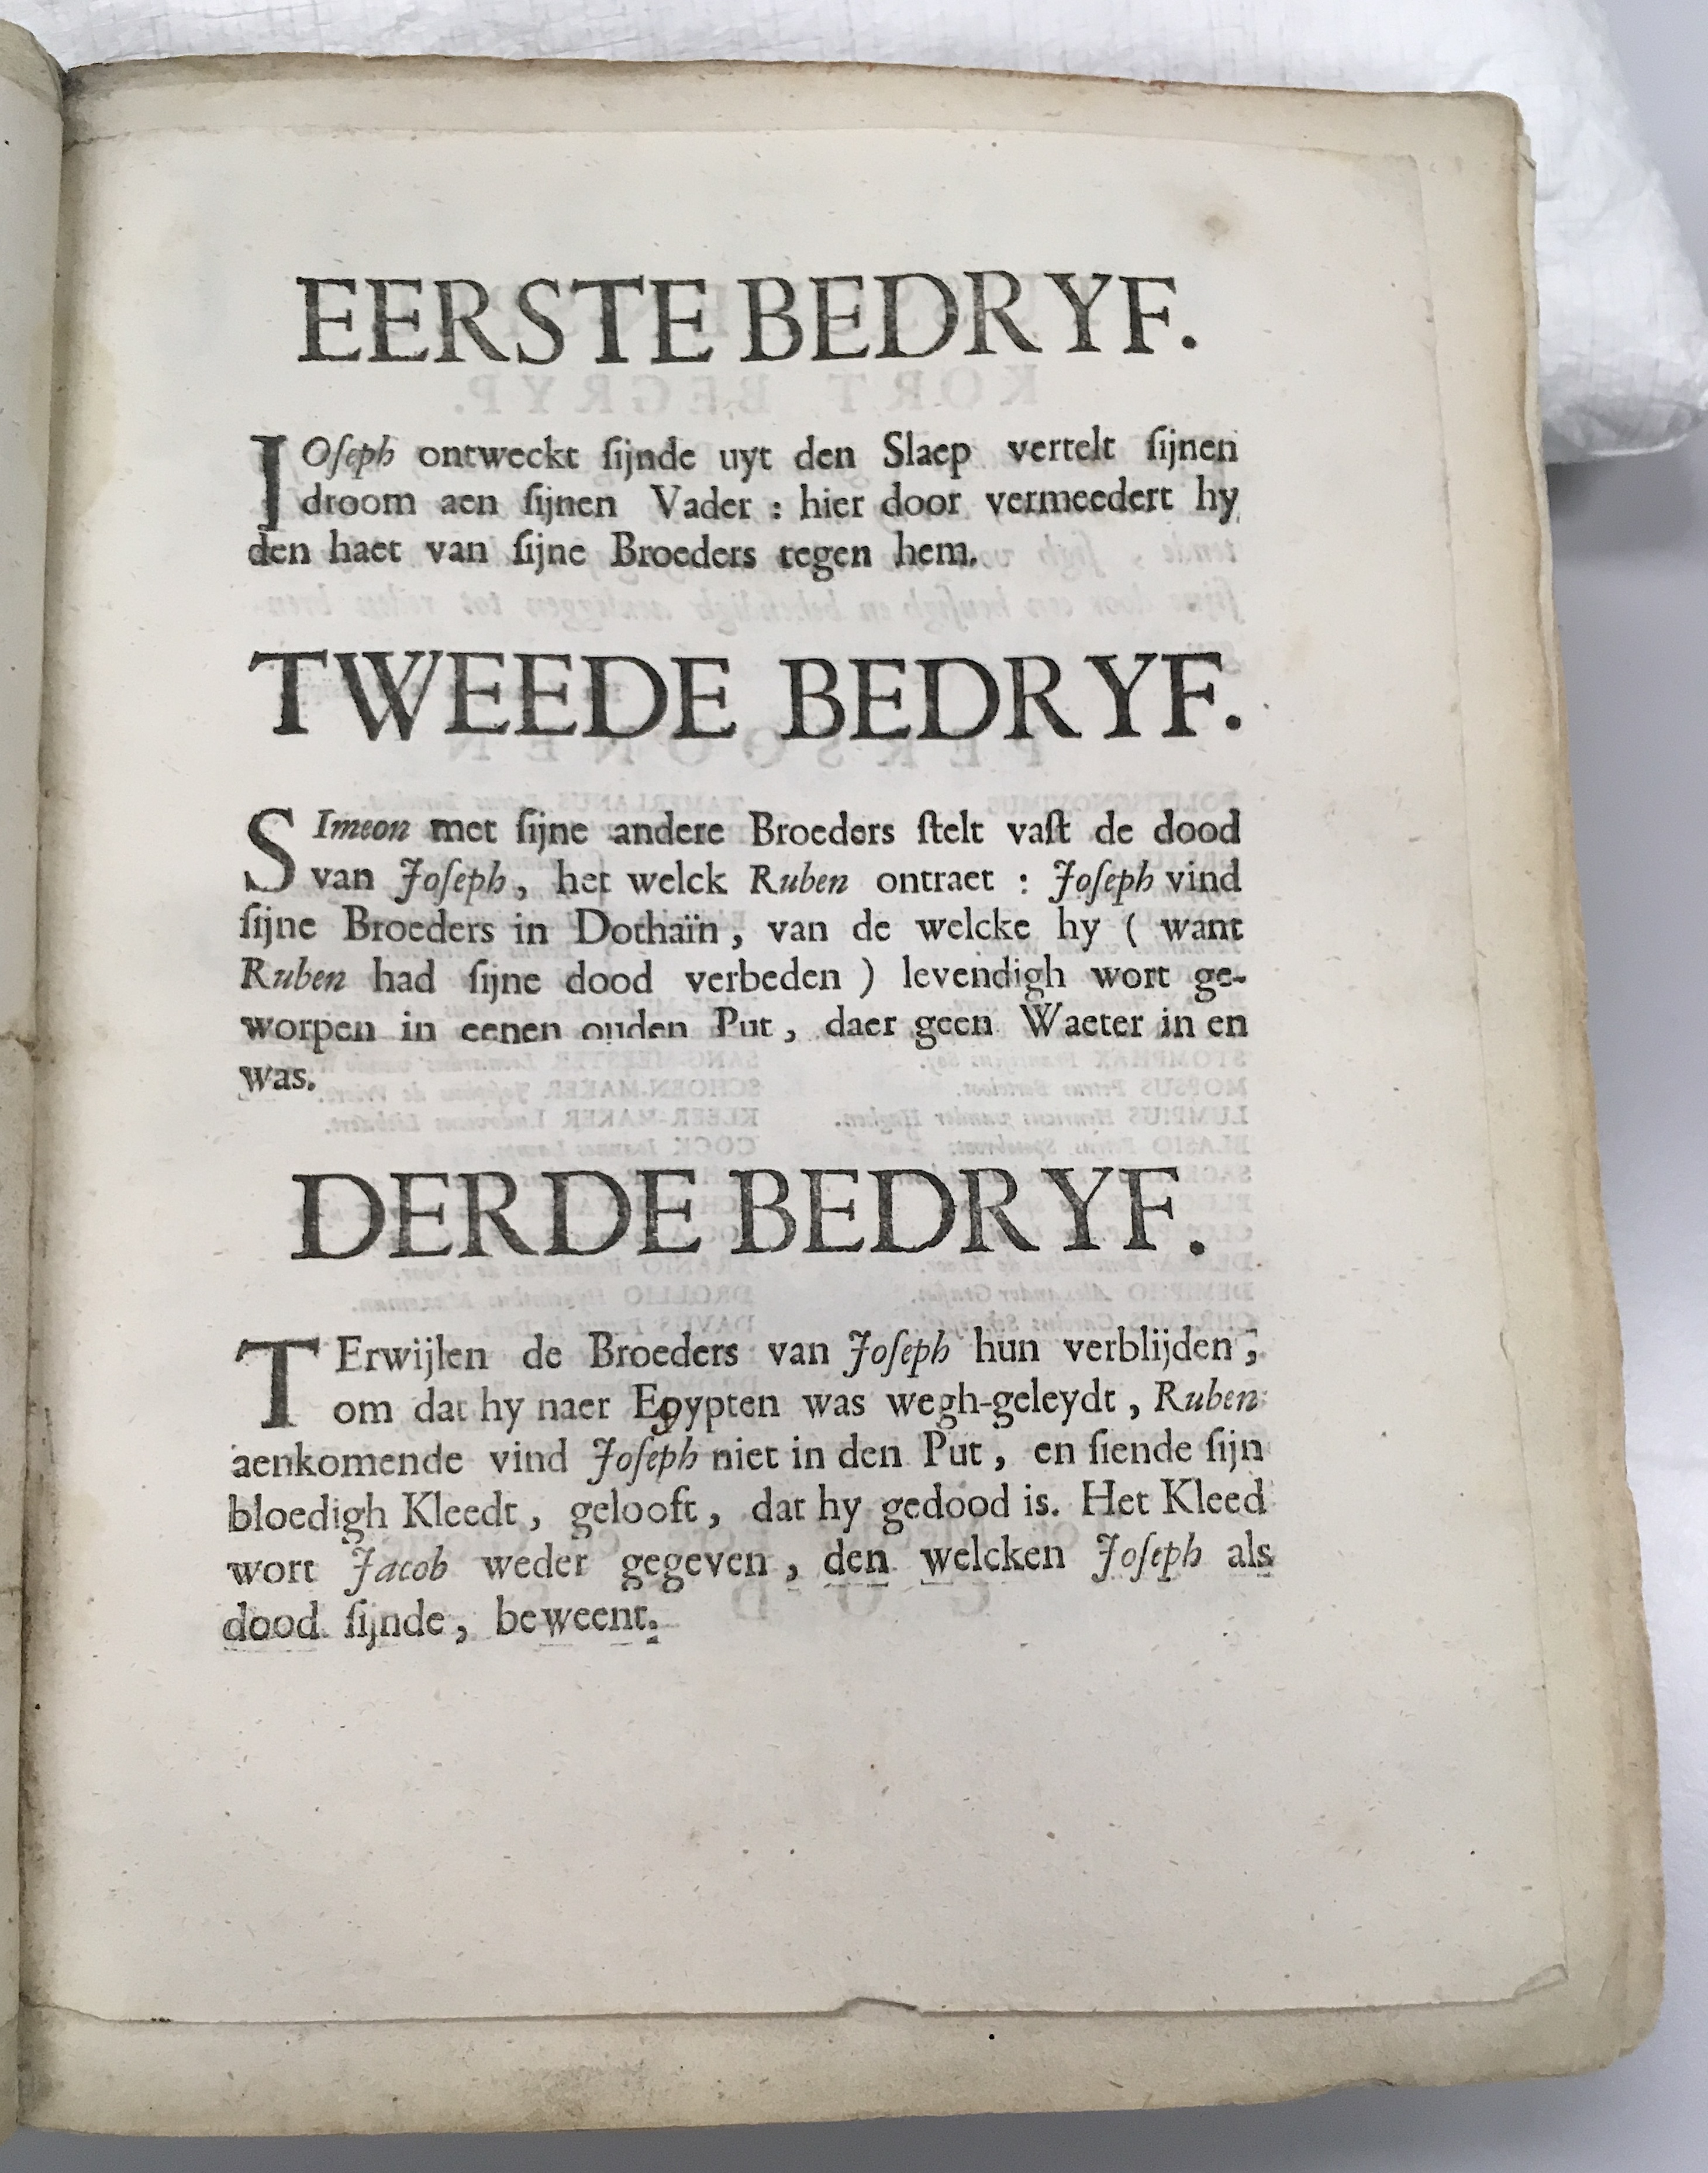 EERSTE BEDRYF.
JOſeph ontweckt ſijnde uyt den Slaep vertelt ſijnen
droom aen ſijnen Vader : hier door vermeedert hy
den haet van ſijne Broeders tegen hem.
TWEEDE BEDRYF.
SImeon met ſijne andere Broeders ſtelt vaſt de dood
van Joſeph, het welck Ruben ontraet : Joſeph vind
ſijne Broeders in Dothaïn, van de welcke hy ( want
Ruben had ſijne dood verbeden ) levendigh wort ge-
worpen in eenen ouden Put, daer geen Waeter in en
was.
DERDE BEDRYF.
TErwijlen de Broeders van Joſeph hun verblijden,
om dat hy naer Egypten was wegh-geleydt, Ruben
aenkomende vind Joſeph niet in den Put, en ſiende ſijn
bloedigh Kleedt, gelooft, dat hy gedood is. Het Kleed
wort Jacob weder gegeven, den welcken Joſeph als
dood ſijnde, beweent.